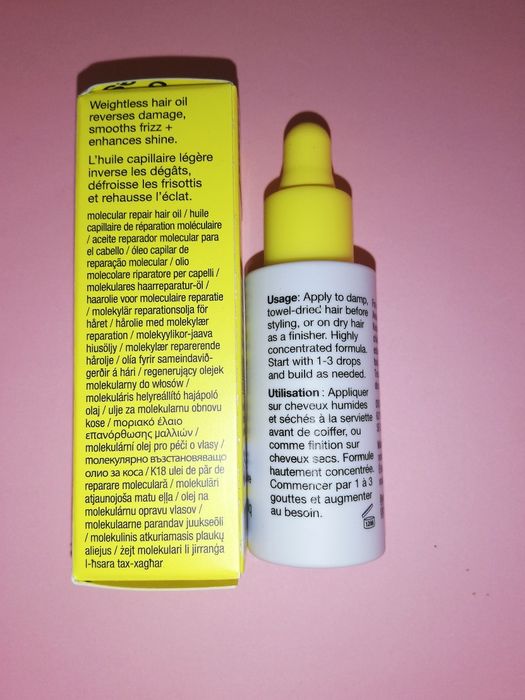 Weightless hair oil
reverses damage,
smooths frizz +
enhances shine.
L'huile capillaire légère
inverse les dégâts,
défroisse les frisottis
et rehausse l'éclat.
molecular repair hair oil / huile
capillaire de réparation moléculaire
/ aceite reparador molecular para
el cabello / óleo capilar de
reparação molecular / olio
molecolare riparatore per capelli /
molekulares haarreparatur-öl /
haarolie voor moleculaire reparatie
/ molekylär reparationsolja för
håret / hårolie med molekylær
reparation / molekyylikorja-java
hiusöljy / molekylær reparerende
hårolje / olía fyrir sameindavið-
gerðir á hári / regenerujący olejek
molekularny do włosów /
molekuláris helyreállító hajápoló
olaj / ulje za molekularnu obnovu
kose / μοριακό έλαιο
επανόρθωσης μαλλιών /
molekulární olej pro péči o vlasy /
молекулярно възстановяващо
олио за коса / K18 ulei de păr de
reparare moleculară / molekulāri
atjaunojoša matu eļļa / olej na
molekulárnu opravu vlasov /
molekulaarne parandav juukseõli
/ molekulinis atkuriamasis plaukų
aliejus / żejt molekulari li jirranġa
l-ħsara tax-xagħar
Usage: Apply to damp,
towel-dried hair before
styling, or on dry hair
as a finisher. Highly
concentrated formula.
Start with 1-3 drops
and build as needed.
Utilisation : Appliquer
sur cheveux humides
et séchés à la serviette
avant de coiffer, ou
comme finition sur
cheveux secs. Formule
hautement concentrée.
Commencer par 1 à 3
gouttes et augmenter
au besoin.
12M